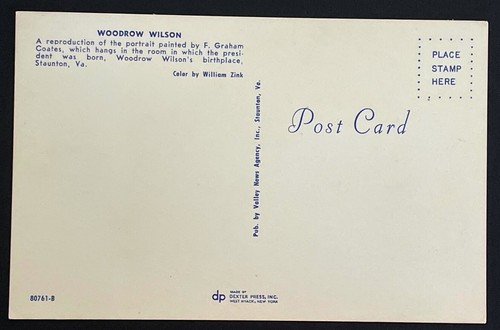 WOODROW WILSON
A reproduction of the portrait painted by F. Graham
Coates, which hangs in the room in which the presi-
dent was born, Woodrow Wilson's birthplace,
Staunton, Va.
Color by William Zink
PLACE
STAMP
HERE
Post Card
Pub. by Valley News Agency, Inc., Staunton, Va.
80761-B
dp
MADE BY
DEXTER PRESS, INC.
WEST NYACK, NEW YORK